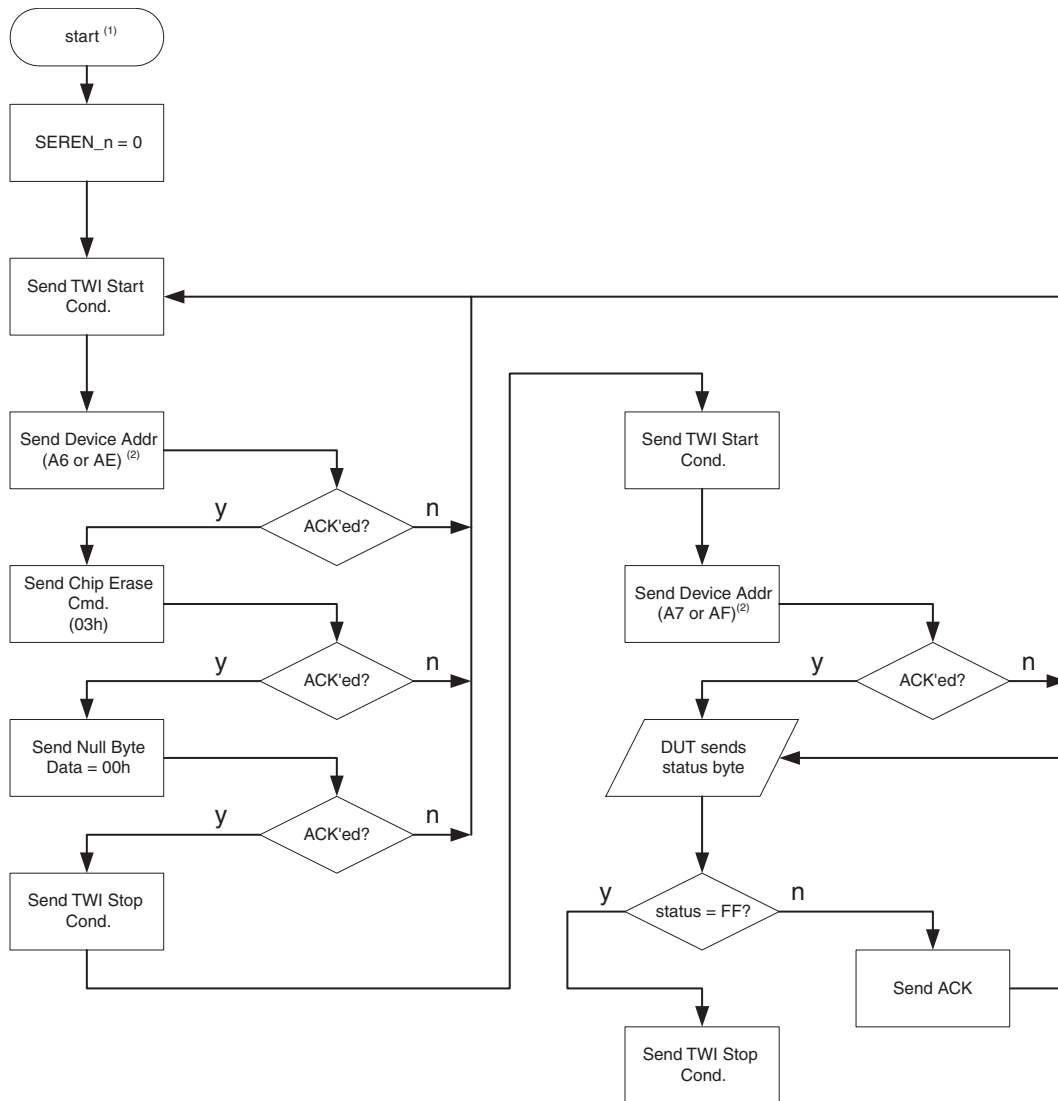 start (1)
SEREN_n = 0
Send TWI Start
Cond.
Send Device Addr
(A6 or AE) (2)
ACK'ed?
y
n
Send Chip Erase
Cmd.
(03h)
ACK'ed?
y
n
Send Null Byte
Data = 00h
ACK'ed?
y
n
Send TWI Stop
Cond.
Send TWI Start
Cond.
Send Device Addr
(A7 or AF)(2)
ACK'ed?
y
n
DUT sends
status byte
status = FF?
y
n
Send ACK
Send TWI Stop
Cond.